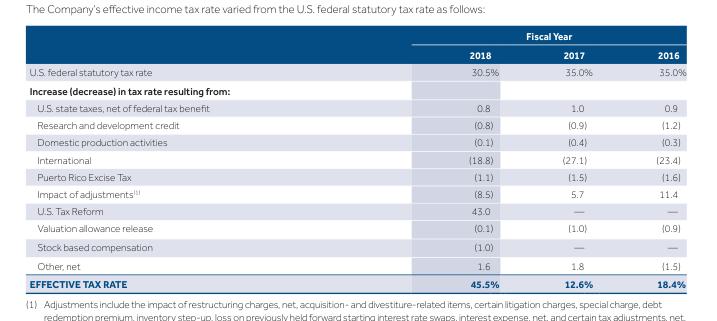 The Company's effective income tax rate varied from the U.S. federal statutory tax rate as follows:
Fiscal Year
2018 2017 2016
U.S. federal statutory tax rate 30.5% 35.0% 35.0%
Increase (decrease) in tax rate resulting from:
U.S. state taxes, net of federal tax benefit 0.8 1.0 0.9
Research and development credit (0.8) (0.9) (1.2)
Domestic production activities (0.1) (0.4) (0.3)
International (18.8) (27.1) (23.4)
Puerto Rico Excise Tax (1.1) (1.5) (1.6)
Impact of adjustments(1) (8.5) 5.7 11.4
U.S. Tax Reform 43.0 — —
Valuation allowance release (0.1) (1.0) (0.9)
Stock based compensation (1.0) — —
Other, net 1.6 1.8 (1.5)
EFFECTIVE TAX RATE 45.5% 12.6% 18.4%
(1) Adjustments include the impact of restructuring charges, net, acquisition- and divestiture-related items, certain litigation charges, special charge, debt
redemption premium, inventory step-up, loss on previously held forward starting interest rate swaps, interest expense, net, and certain tax adjustments, net.